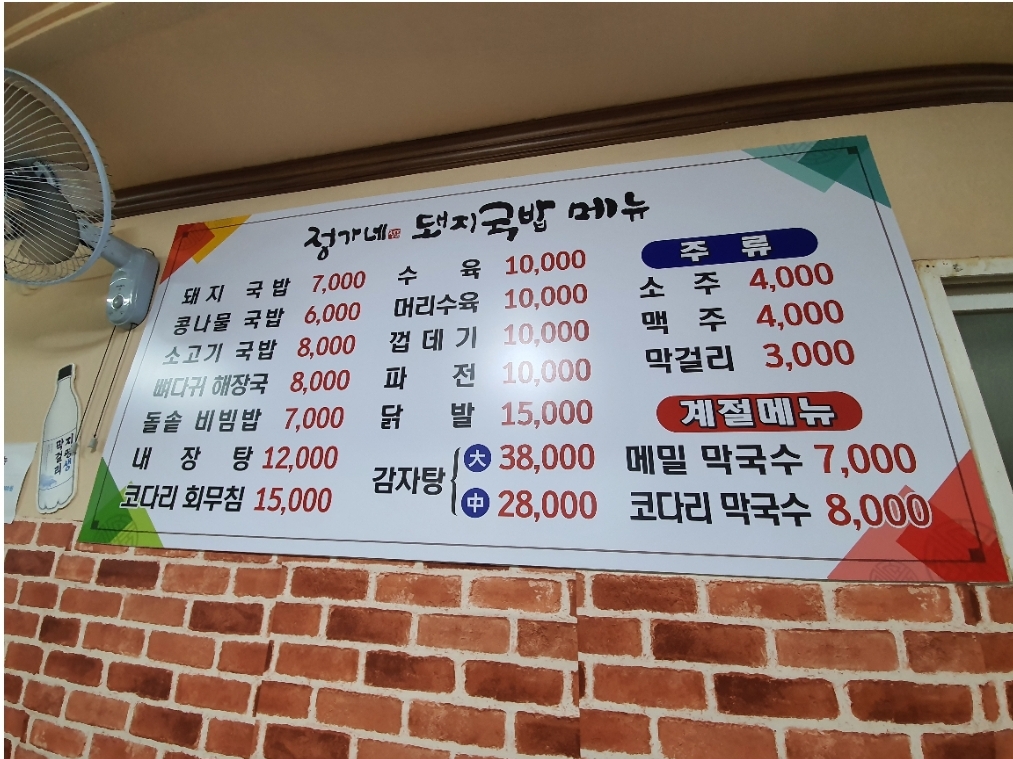 정가네 돼지국밥 메뉴
돼지 국밥 7,000
콩나물 국밥 6,000
소고기 국밥 8,000
뼈다귀 해장국 8,000
돌솥 비빔밥 7,000
내장탕 12,000
코다리 회무침 15,000
수육 10,000
머리수육 10,000
껍데기 10,000
파전 10,000
닭발 15,000
감자탕 大 38,000
中 28,000
주류
소주 4,000
맥주 4,000
막걸리 3,000
계절메뉴
메밀 막국수 7,000
코다리 막국수 8,000
막걸리